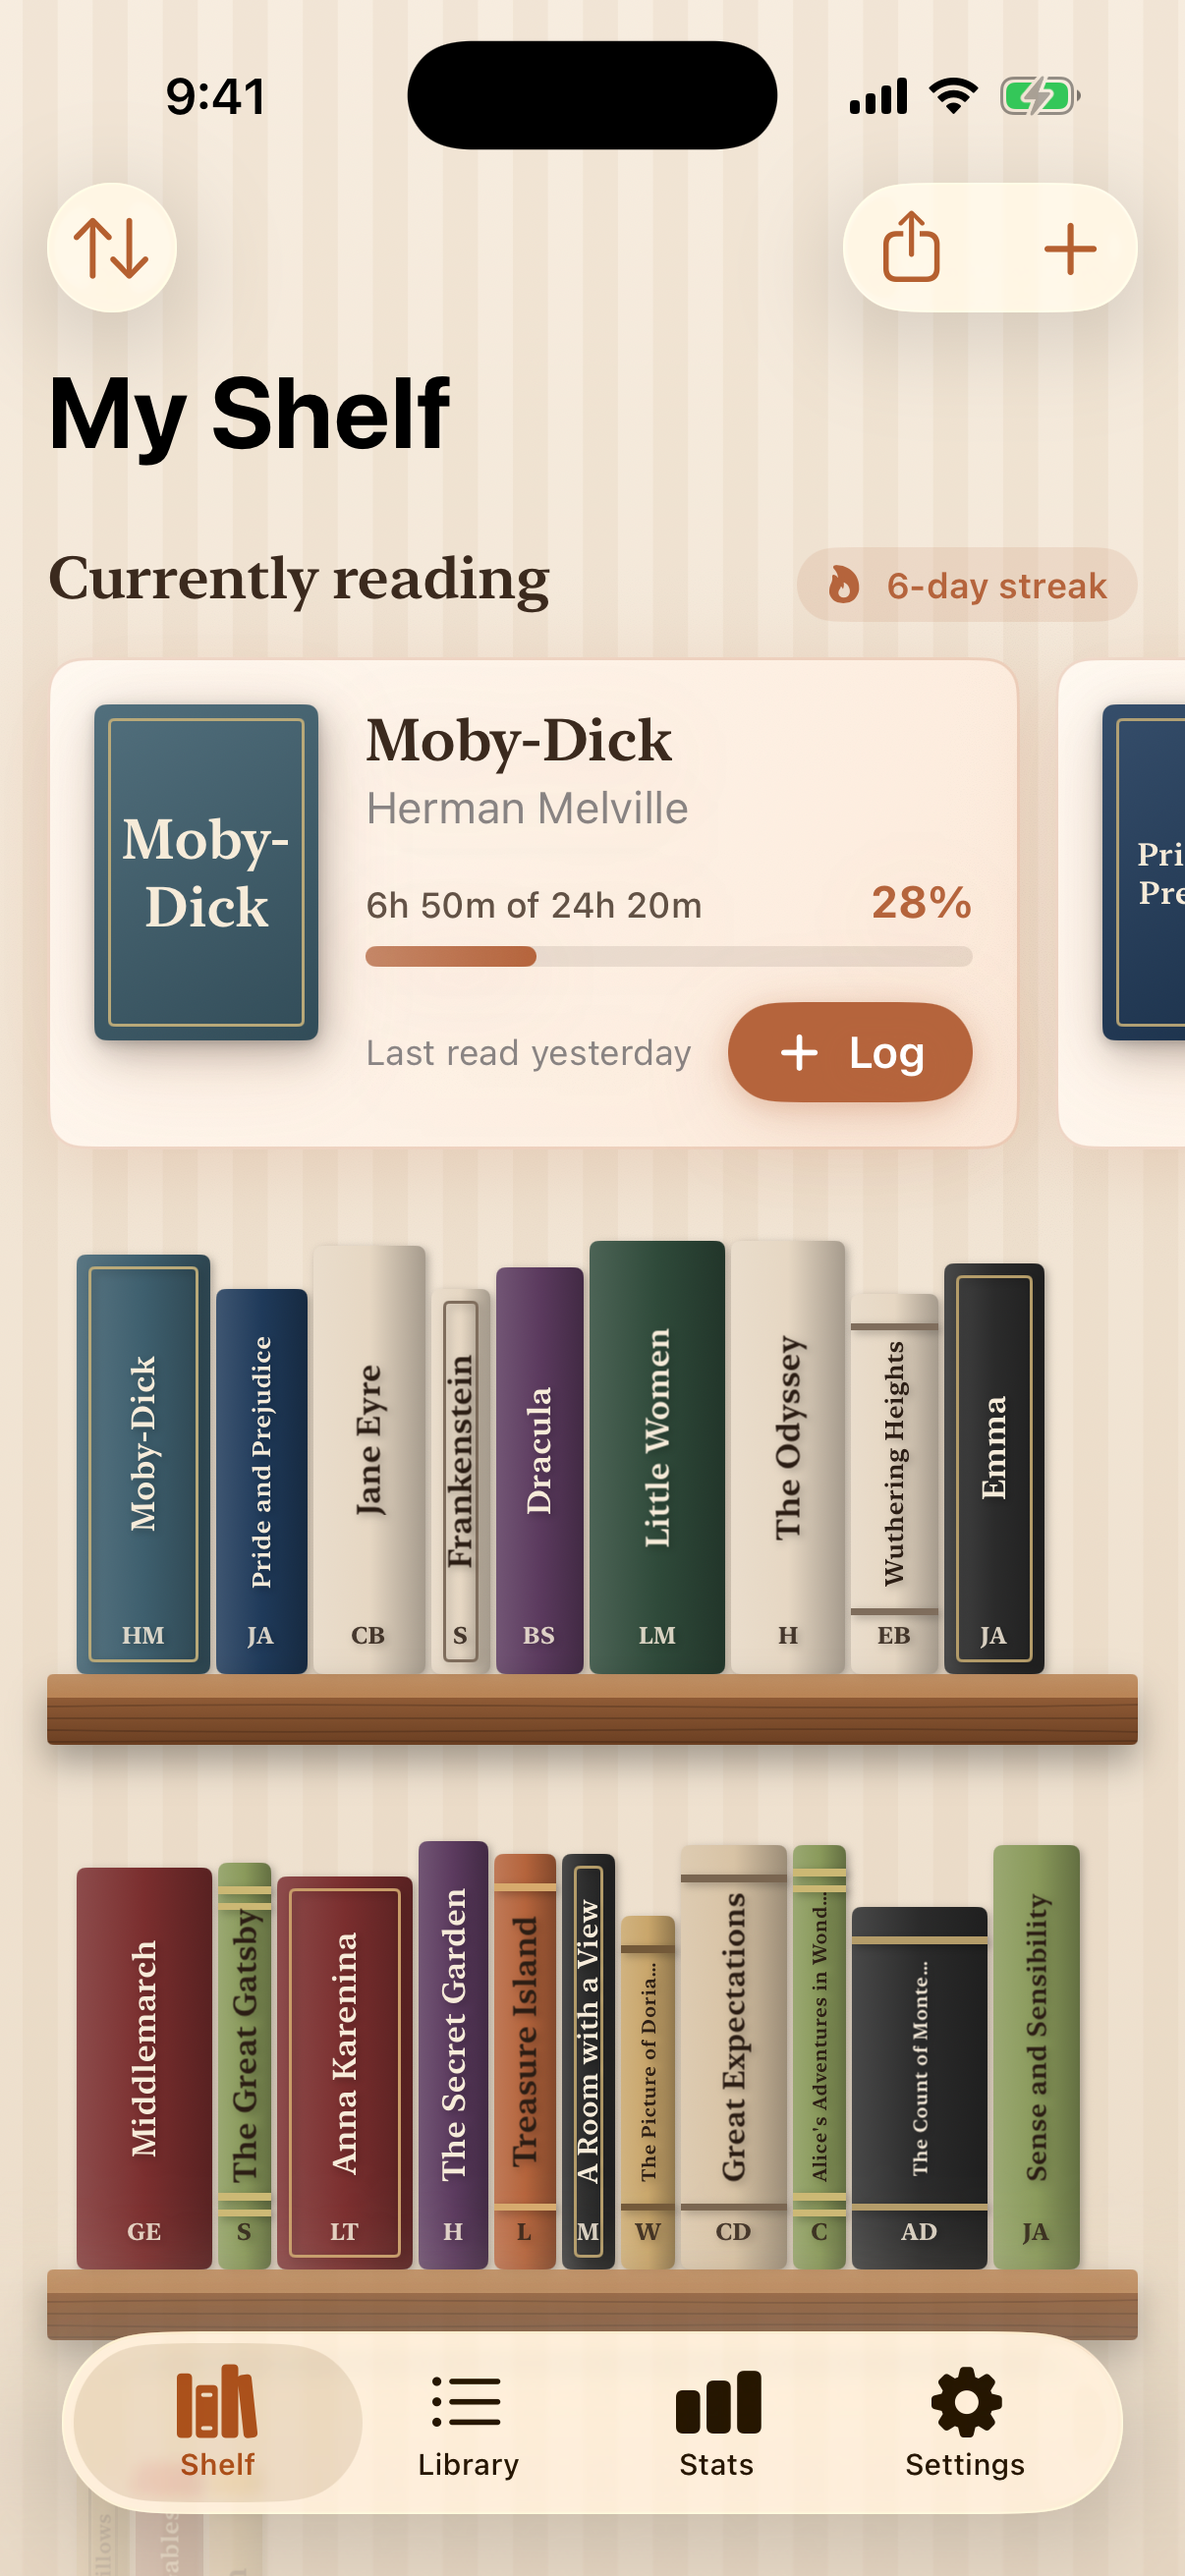 9:41
My Shelf
Currently reading
6-day streak
Moby-
Dick
Moby-Dick
Herman Melville
6h 50m of 24h 20m
28%
Last read yesterday
+ Log
Pri
Pre
Moby-Dick
HM
Pride and Prejudice
JA
Jane Eyre
CB
Frankenstein
S
Dracula
BS
Little Women
LM
The Odyssey
H
Wuthering Heights
EB
Emma
JA
Middlemarch
GE
The Great Gatsby
S
Anna Karenina
LT
The Secret Garden
H
Treasure Island
L
A Room with a View
M
The Picture of Doria...
W
Great Expectations
CD
Alice's Adventures in Wond...
C
The Count of Monte...
AD
Sense and Sensibility
JA
Shelf
Library
Stats
Settings
illows
ables